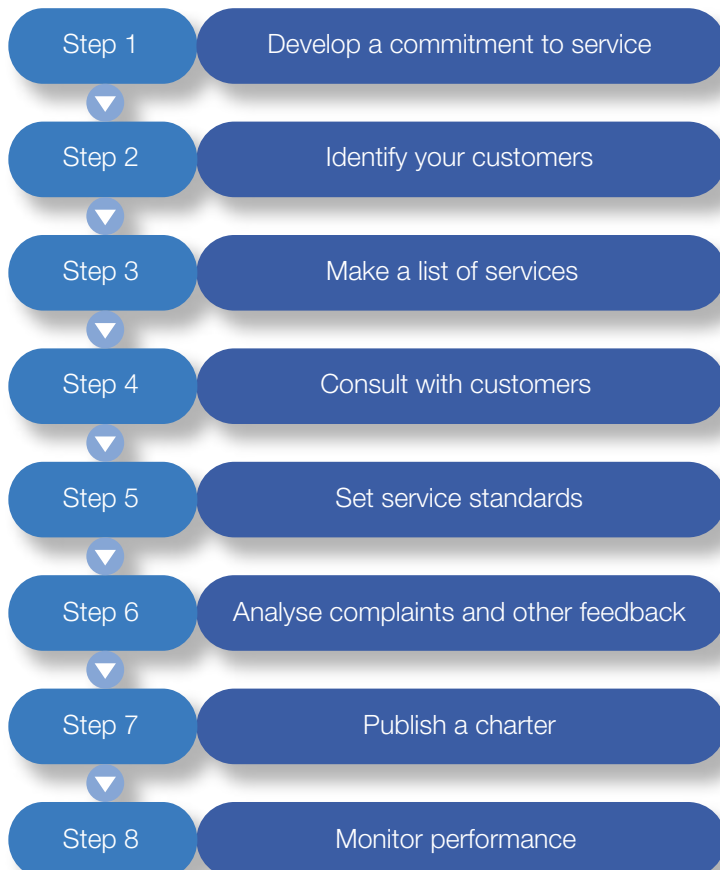 Step 1 Develop a commitment to service
Step 2 Identify your customers
Step 3 Make a list of services
Step 4 Consult with customers
Step 5 Set service standards
Step 6 Analyse complaints and other feedback
Step 7 Publish a charter
Step 8 Monitor performance